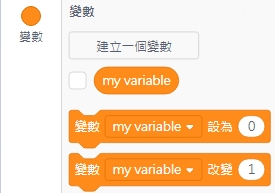 變數
變數
建立一個變數
my variable
變數 my variable 設為 0
變數 my variable 改變 1